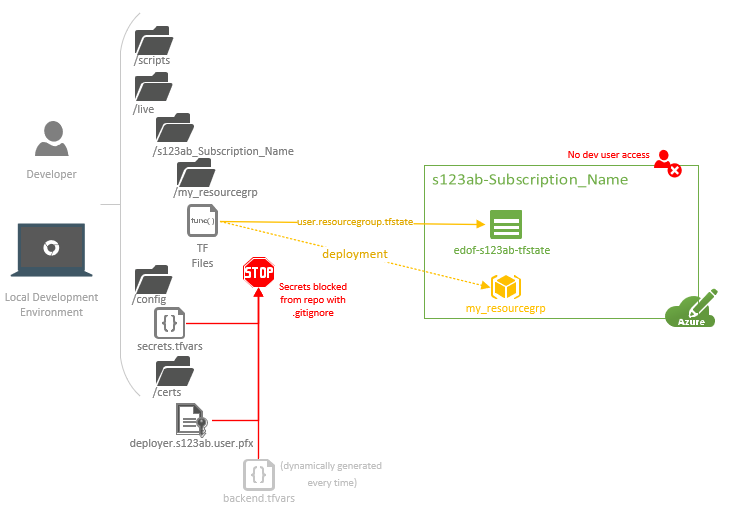 /scripts
/live
/s123ab_Subscription_Name
/my_resourcegrp
Developer
func( )
TF
Files
Local Development
Environment
/config
{ }
secrets.tfvars
/certs
deployer.s123ab.user.pfx
{ }
backend.tfvars
(dynamically generated
every time)
STOP
Secrets blocked
from repo with
.gitignore
user.resourcegroup.tfstate
deployment
No dev user access
s123ab-Subscription_Name
edof-s123ab-tfstate
my_resourcegrp
Azure